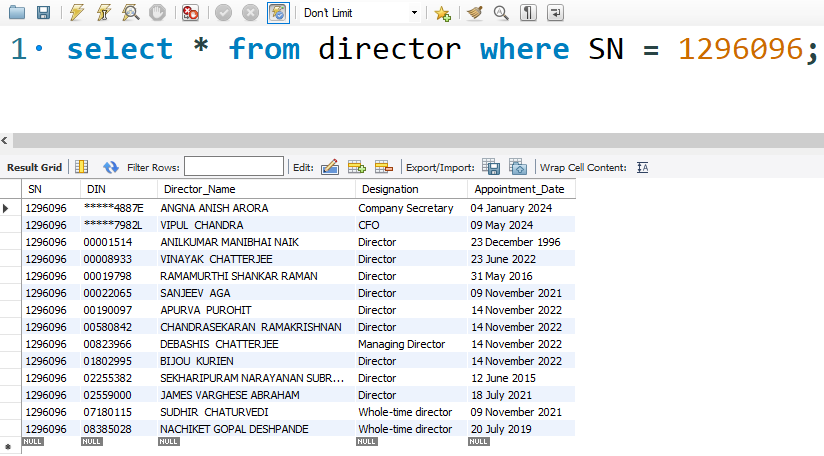 Don't Limit
1 select * from director where SN = 1296096;
Result Grid Filter Rows: Edit: Export/Import: Wrap Cell Content:
SN DIN Director_Name Designation Appointment_Date
1296096 *****4887E ANGNA ANISH ARORA Company Secretary 04 January 2024
1296096 *****7982L VIPUL  CHANDRA CFO 09 May 2024
1296096 00001514 ANILKUMAR MANIBHAI NAIK Director 23 December 1996
1296096 00008933 VINAYAK  CHATTERJEE Director 23 June 2022
1296096 00019798 RAMAMURTHI SHANKAR RAMAN Director 31 May 2016
1296096 00022065 SANJEEV  AGA Director 09 November 2021
1296096 00190097 APURVA  PUROHIT Director 14 November 2022
1296096 00580842 CHANDRASEKARAN  RAMAKRISHNAN Director 14 November 2022
1296096 00823966 DEBASHIS  CHATTERJEE Managing Director 14 November 2022
1296096 01802995 BIJOU  KURIEN Director 14 November 2022
1296096 02255382 SEKHARIPURAM NARAYANAN SUBR... Director 12 June 2015
1296096 02559000 JAMES VARGHESE ABRAHAM Director 18 July 2021
1296096 07180115 SUDHIR  CHATURVEDI Whole-time director 09 November 2021
1296096 08385028 NACHIKET GOPAL DESHPANDE Whole-time director 20 July 2019
NULL NULL NULL NULL NULL